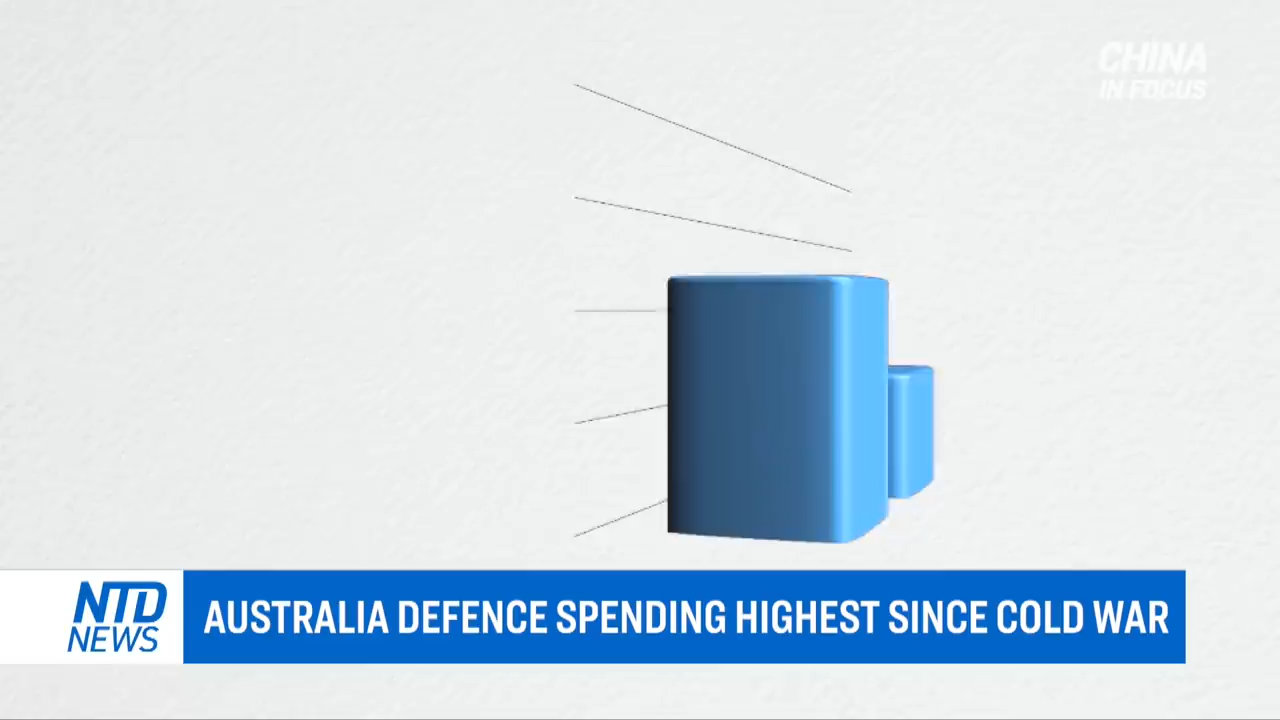 CHINA
IN FOCUS
NTD
NEWS
AUSTRALIA DEFENCE SPENDING HIGHEST SINCE COLD WAR